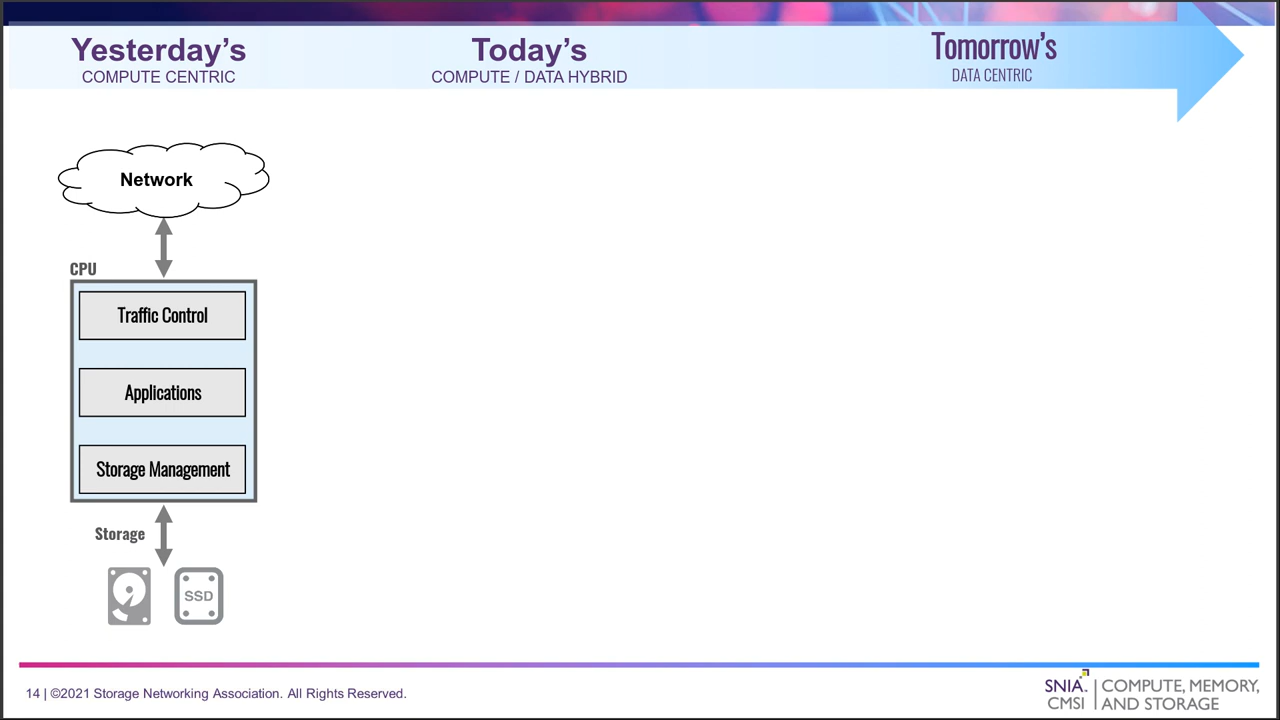 Yesterday's
COMPUTE CENTRIC
Today's
COMPUTE / DATA HYBRID
Tomorrow's
DATA CENTRIC
Network
CPU
Traffic Control
Applications
Storage Management
Storage
SSD
14 | ©2021 Storage Networking Association. All Rights Reserved.
SNIA.
CMSI
COMPUTE, MEMORY,
AND STORAGE